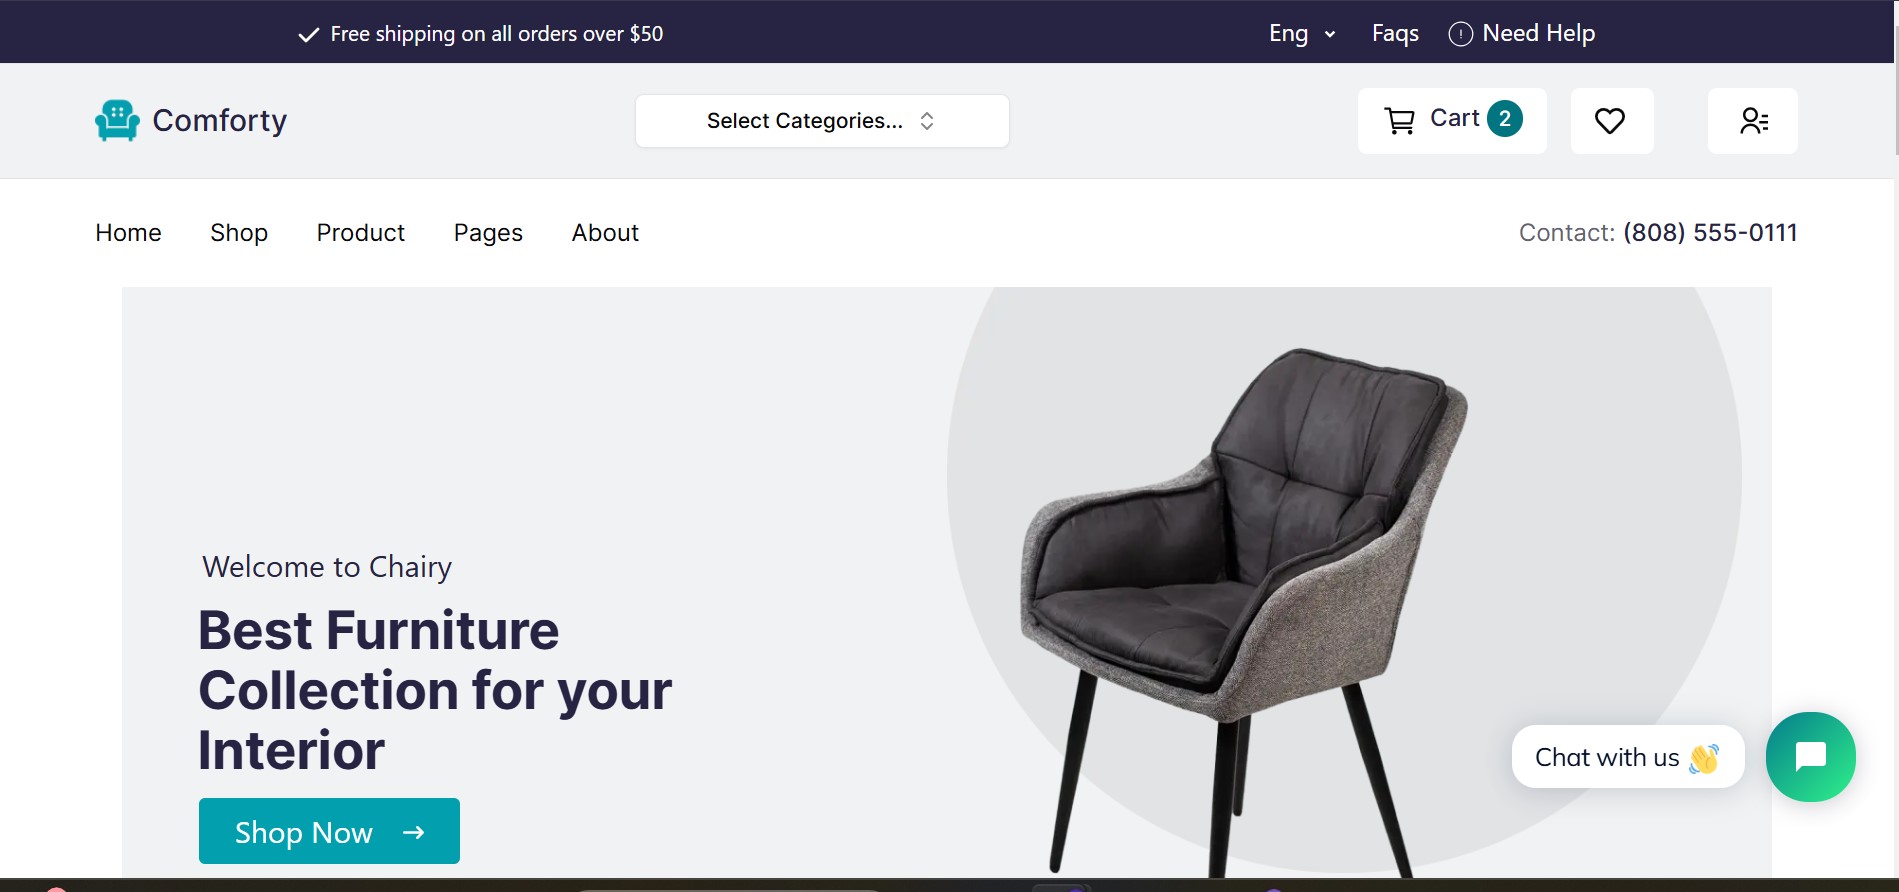 Free shipping on all orders over $50
Eng
Faqs
Need Help
Comforty
Select Categories...
Cart 2
Home
Shop
Product
Pages
About
Contact: (808) 555-0111
Welcome to Chairy
Best Furniture
Collection for your
Interior
Shop Now →
Chat with us 👋